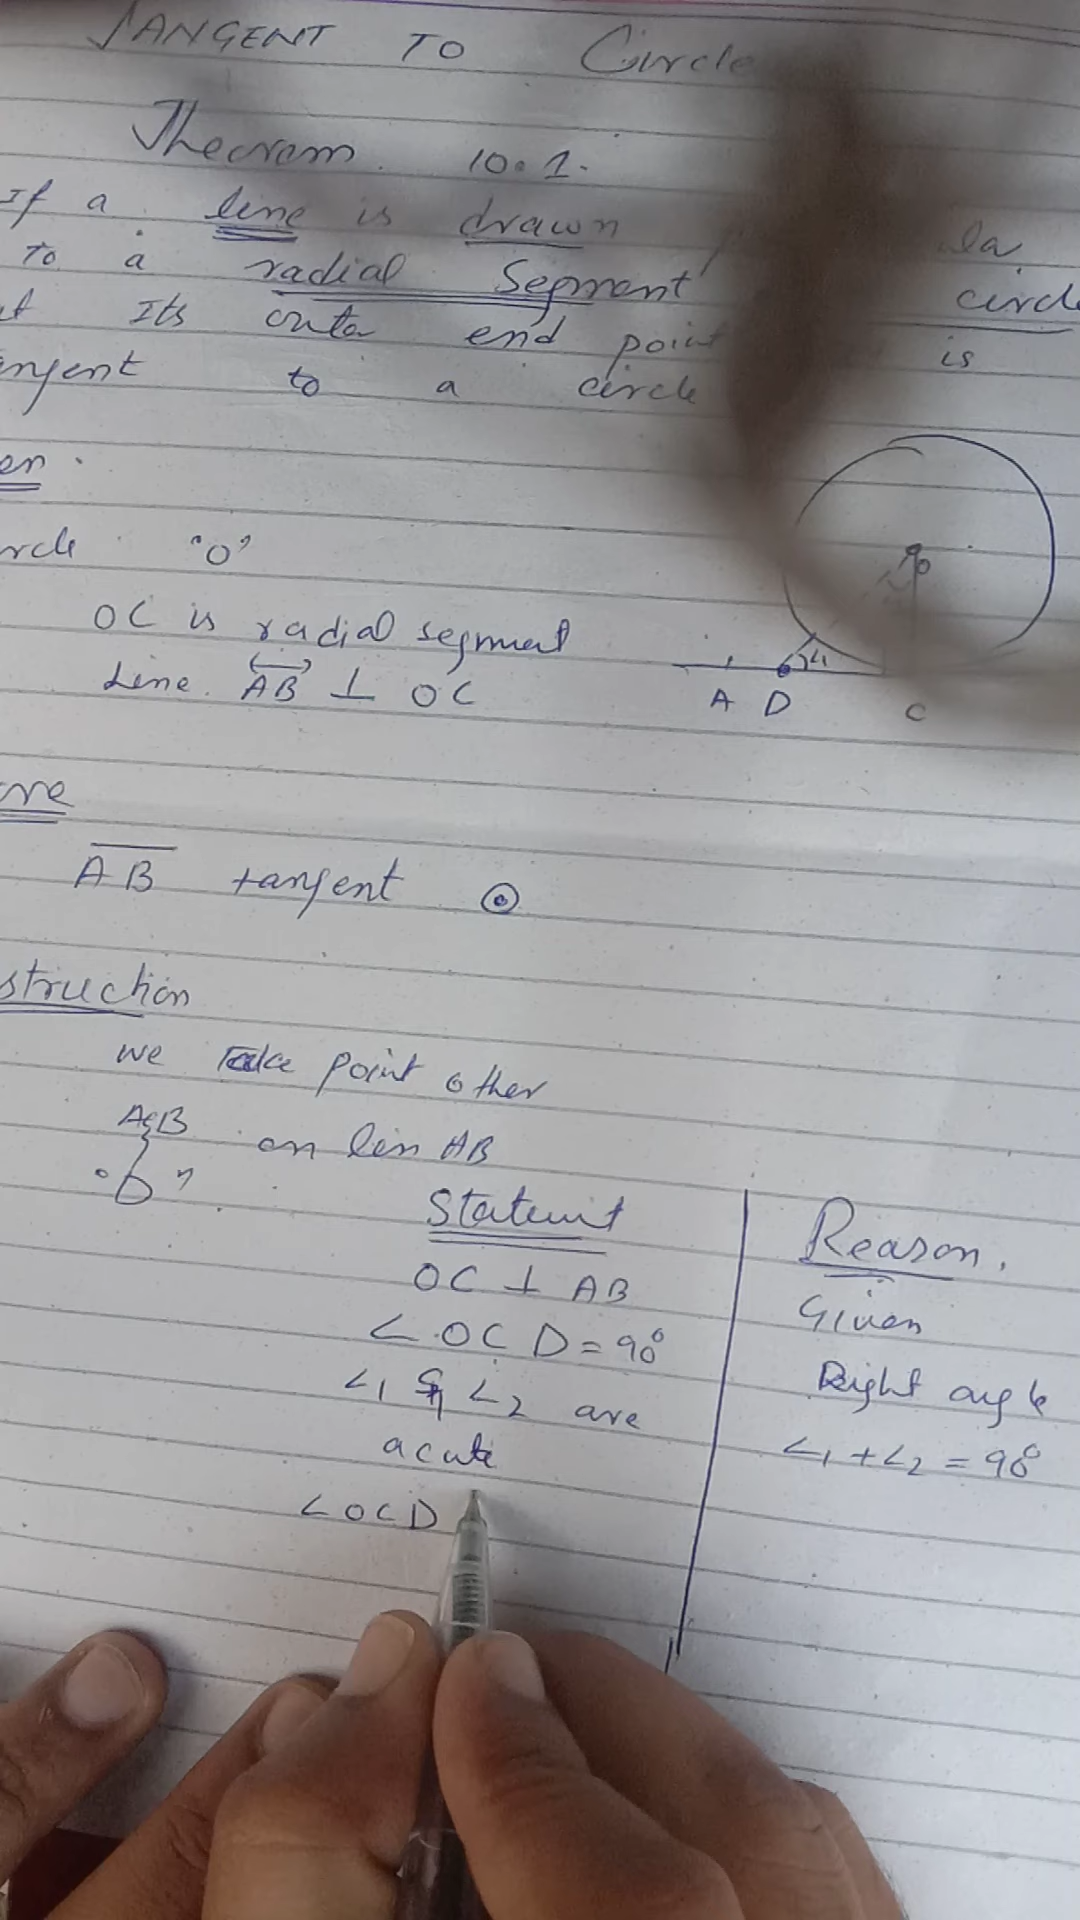 TANGENT TO Circle
Theorem 10.1.
If a line is drawn
To a radial Segment circle
Its outer end point is
tangent to a circle
'O'
OC is radial segment
Line AB ⊥ OC
O
1
A D C
AB tangent ⊙
struction
we Take point other
A & B on lin AB
'D'
Statement
Reason.
OC ⊥ AB
Given
<OCD = 90°
Right angle
<1 & <2 are
acute
<1 + <2 = 90°
<OCD